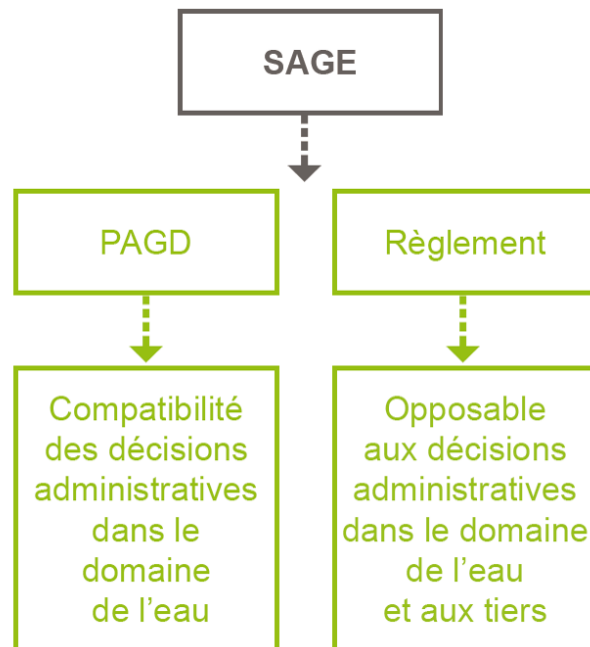 SAGE
PAGD
Règlement
Compatibilité
des décisions
administratives
dans le
domaine
de l'eau
Opposable
aux décisions
administratives
dans le domaine
de l'eau
et aux tiers